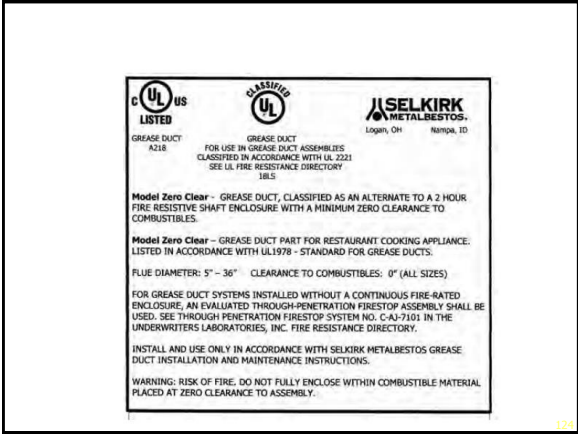 C UL US
LISTED
GREASE DUCT
A218
CLASSIFIED
UL
GREASE DUCT
FOR USE IN GREASE DUCT ASSEMBLIES
CLASSIFIED IN ACCORDANCE WITH UL 2221
SEE UL FIRE RESISTANCE DIRECTORY
18LS
SELKIRK
METALBESTOS.
Logan, OH Nampa, ID
Model Zero Clear - GREASE DUCT, CLASSIFIED AS AN ALTERNATE TO A 2 HOUR
FIRE RESISTIVE SHAFT ENCLOSURE WITH A MINIMUM ZERO CLEARANCE TO
COMBUSTIBLES.
Model Zero Clear – GREASE DUCT PART FOR RESTAURANT COOKING APPLIANCE.
LISTED IN ACCORDANCE WITH UL1978 - STANDARD FOR GREASE DUCTS.
FLUE DIAMETER: 5" – 36" CLEARANCE TO COMBUSTIBLES: 0" (ALL SIZES)
FOR GREASE DUCT SYSTEMS INSTALLED WITHOUT A CONTINUOUS FIRE-RATED
ENCLOSURE, AN EVALUATED THROUGH-PENETRATION FIRESTOP ASSEMBLY SHALL BE
USED. SEE THROUGH PENETRATION FIRESTOP SYSTEM NO. C-AJ-7101 IN THE
UNDERWRITERS LABORATORIES, INC. FIRE RESISTANCE DIRECTORY.
INSTALL AND USE ONLY IN ACCORDANCE WITH SELKIRK METALBESTOS GREASE
DUCT INSTALLATION AND MAINTENANCE INSTRUCTIONS.
WARNING: RISK OF FIRE. DO NOT FULLY ENCLOSE WITHIN COMBUSTIBLE MATERIAL
PLACED AT ZERO CLEARANCE TO ASSEMBLY.
124